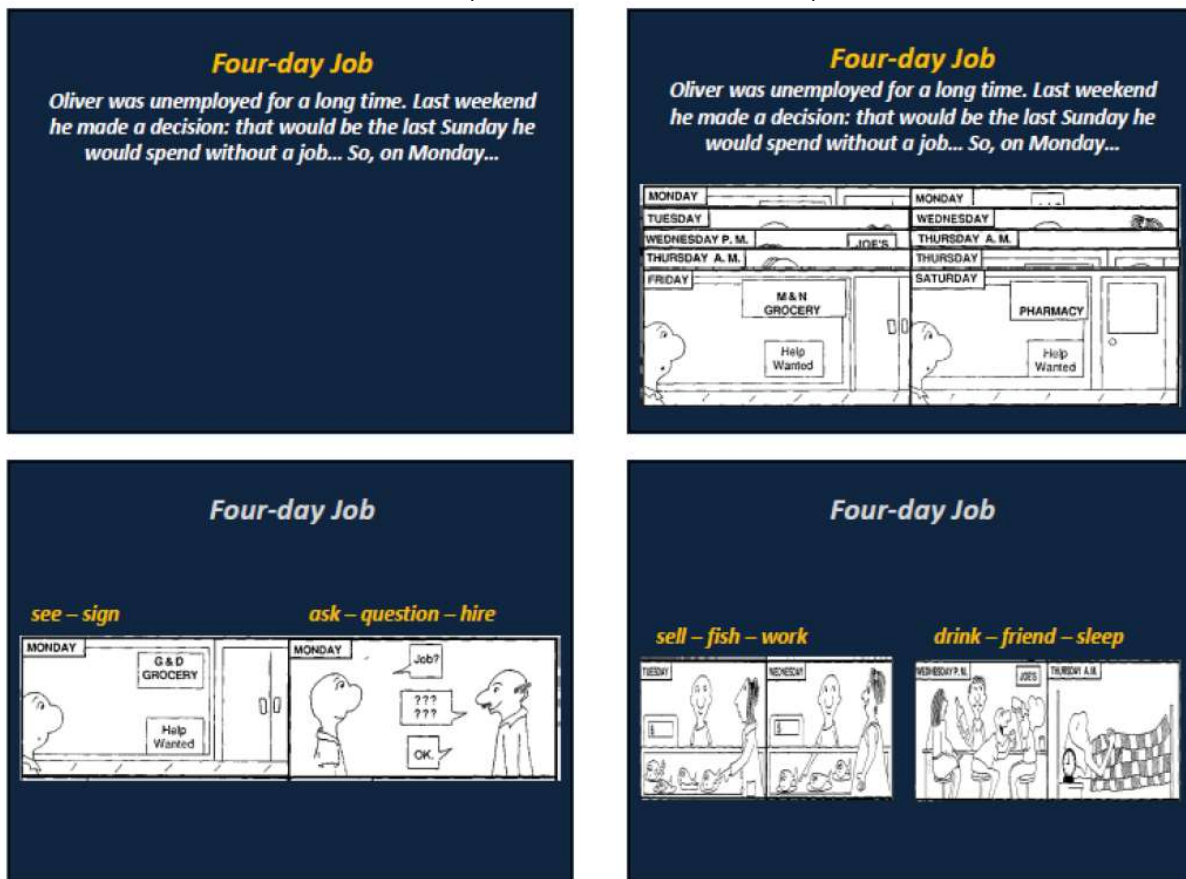 Four-day Job
Oliver was unemployed for a long time. Last weekend
he made a decision: that would be the last Sunday he
would spend without a job... So, on Monday...
Four-day Job
Oliver was unemployed for a long time. Last weekend
he made a decision: that would be the last Sunday he
would spend without a job... So, on Monday...
MONDAY
MONDAY
TUESDAY
WEDNESDAY
WEDNESDAY P. M.
JOE'S
THURSDAY A. M.
THURSDAY A. M.
THURSDAY
FRIDAY
M & N
GROCERY
Help
Wanted
SATURDAY
PHARMACY
Help
Wanted
Four-day Job
see – sign
ask – question – hire
MONDAY
G & D
GROCERY
Help
Wanted
MONDAY
Job?
???
???
OK.
Four-day Job
sell – fish – work
drink – friend – sleep
TUESDAY
$
WEDNESDAY
$
WEDNESDAY P. M.
JOE'S
THURSDAY A.M.